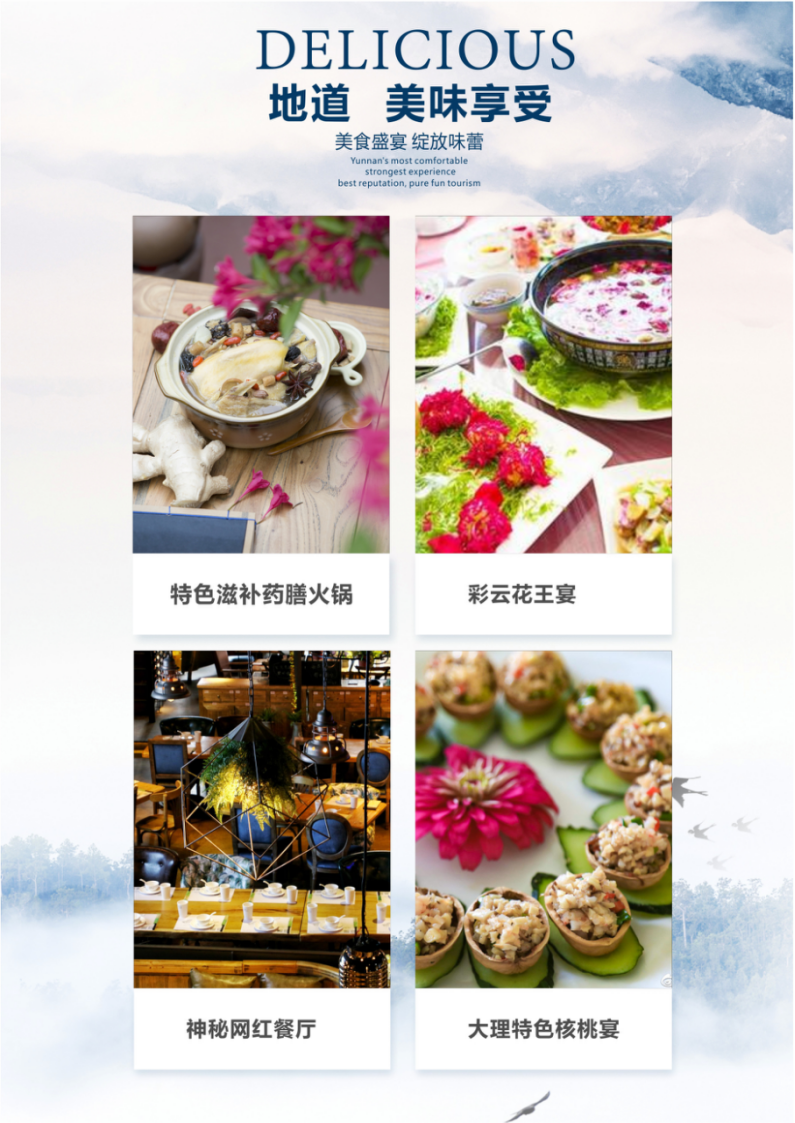 DELICIOUS
地道 美味享受
美食盛宴 绽放味蕾
Yunnan's most comfortable
strongest experience
best reputation, pure fun tourism
特色滋补药膳火锅
彩云花王宴
神秘网红餐厅
大理特色核桃宴